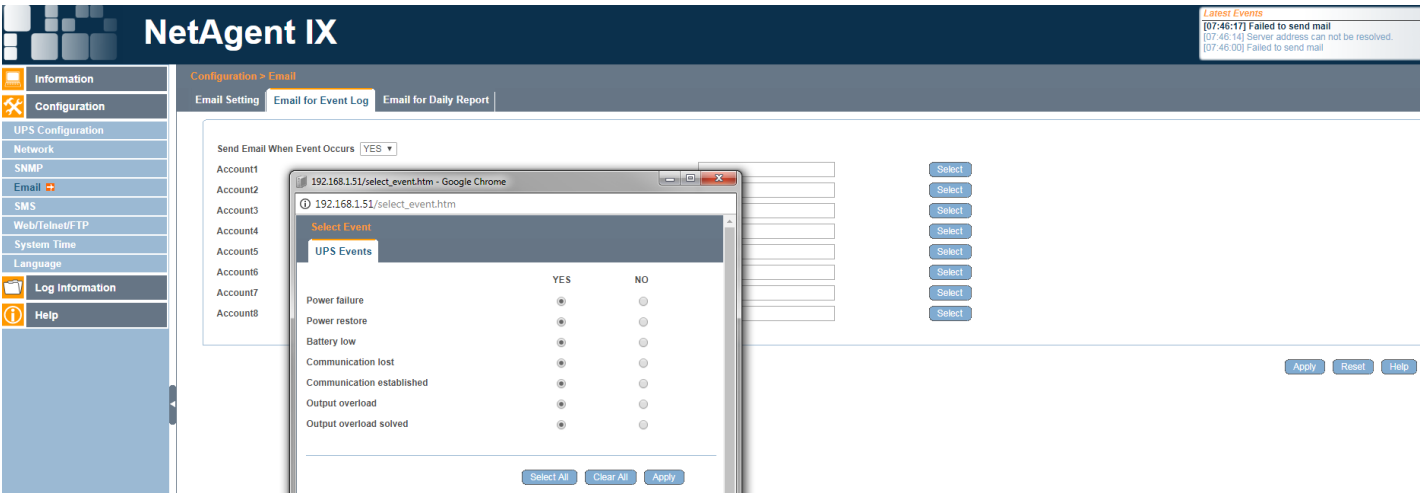 NetAgent IX
Latest Events
[07:46:17] Failed to send mail
[07:46:14] Server address can not be resolved.
[07:46:00] Failed to send mail
Information
Configuration
UPS Configuration
Network
SNMP
Email
SMS
Web/Telnet/FTP
System Time
Language
Log Information
Help
Configuration > Email
Email Setting
Email for Event Log
Email for Daily Report
Send Email When Event Occurs YES
Account1 Select
Account2 Select
Account3 Select
Account4 Select
Account5 Select
Account6 Select
Account7 Select
Account8 Select
Apply Reset Help
192.168.1.51/select_event.htm - Google Chrome
192.168.1.51/select_event.htm
Select Event
UPS Events
YES NO
Power failure
Power restore
Battery low
Communication lost
Communication established
Output overload
Output overload solved
Select All Clear All Apply